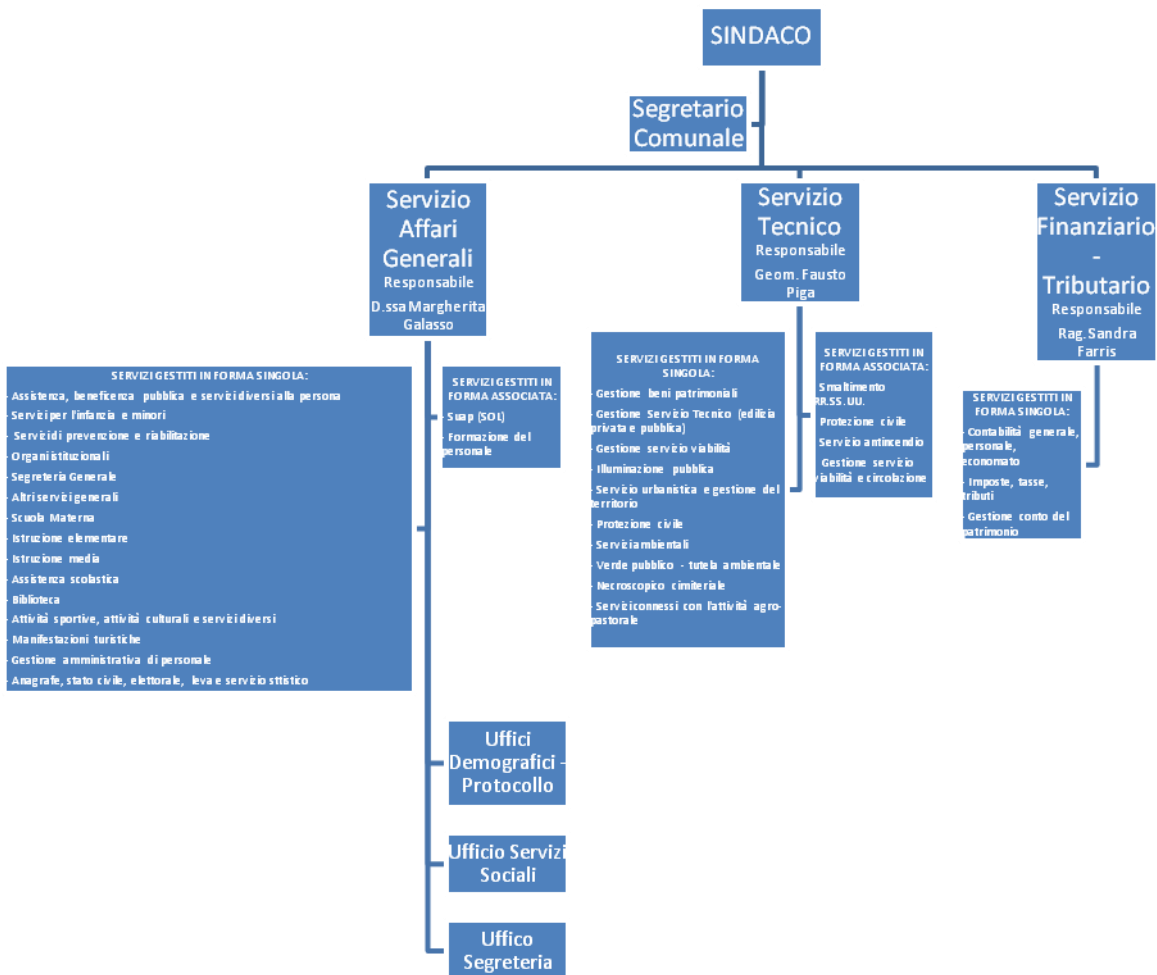 SINDACO
Segretario
Comunale
Servizio
Affari
Generali
Responsabile
D.ssa Margherita
Galasso
Servizio
Tecnico
Responsabile
Geom. Fausto
Piga
Servizio
Finanziario
-
Tributario
Responsabile
Rag. Sandra
Farris
SERVIZI GESTITI IN FORMA SINGOLA:
- Assistenza, beneficenza pubblica e servizi diversi alla persona
- Servizi per l'infanzia e minori
- Servizi di prevenzione e riabilitazione
- Organi istituzionali
- Segreteria Generale
- Altri servizi generali
- Scuola Materna
- Istruzione elementare
- Istruzione media
- Assistenza scolastica
- Biblioteca
- Attività sportive, attività culturali e servizi diversi
- Manifestazioni turistiche
- Gestione amministrativa di personale
- Anagrafe, stato civile, elettorale, leva e servizio sttistico
SERVIZI GESTITI IN
FORMA ASSOCIATA:
- Suap (SOL)
- Formazione del
personale
SERVIZI GESTITI IN FORMA
SINGOLA:
- Gestione beni patrimoniali
- Gestione Servizio Tecnico (edilizia
privata e pubblica)
- Gestione servizio viabilità
- Illuminazione pubblica
- Servizio urbanistica e gestione del
territorio
- Protezione civile
- Servizi ambientali
- Verde pubblico - tutela ambientale
- Necroscopico cimiteriale
- Servizi connessi con l'attività agro-
pastorale
SERVIZI GESTITI IN
FORMA ASSOCIATA:
Smaltimento
RR.SS.UU.
Protezione civile
Servizio antincendio
Gestione servizio
viabilità e circolazione
SERVIZI GESTITI IN
FORMA SINGOLA:
- Contabilità generale,
personale,
economato
- Imposte, tasse,
tributi
- Gestione conto del
patrimonio
Uffici
Demografici -
Protocollo
Ufficio Servizi
Sociali
Uffico
Segreteria